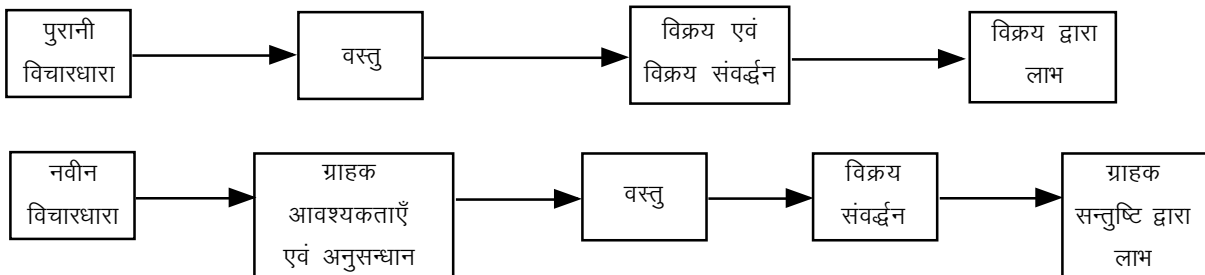 पुरानी
विचारधारा
वस्तु
विक्रय एवं
विक्रय संवर्द्धन
विक्रय द्वारा
लाभ
नवीन
विचारधारा
ग्राहक
आवश्यकताएँ
एवं अनुसन्धान
वस्तु
विक्रय
संवर्द्धन
ग्राहक
सन्तुष्टि द्वारा
लाभ